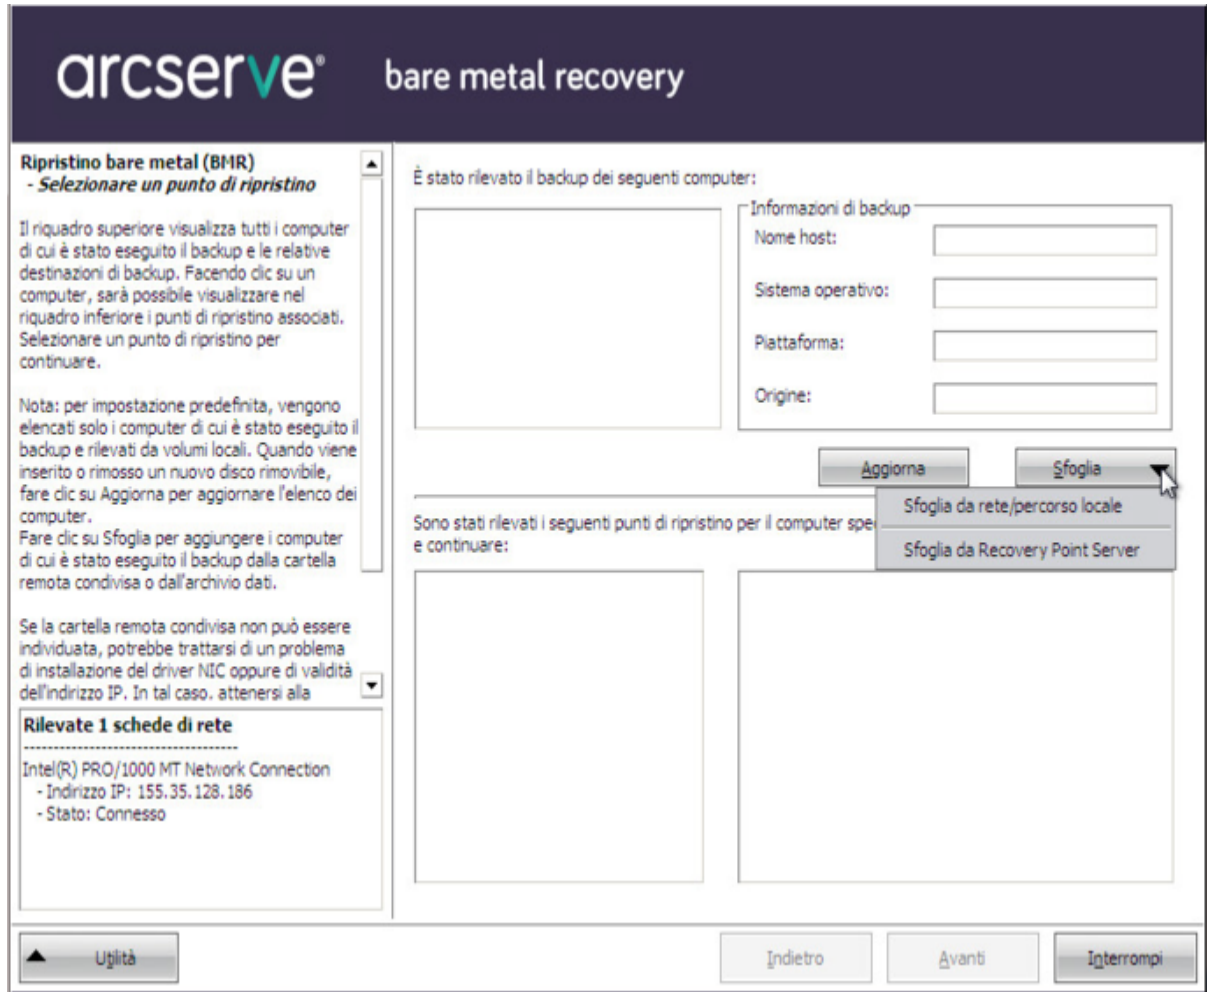 arcserve®
bare metal recovery
Ripristino bare metal (BMR)
- Selezionare un punto di ripristino
Il riquadro superiore visualizza tutti i computer
di cui è stato eseguito il backup e le relative
destinazioni di backup. Facendo clic su un
computer, sarà possibile visualizzare nel
riquadro inferiore i punti di ripristino associati.
Selezionare un punto di ripristino per
continuare.
Nota: per impostazione predefinita, vengono
elencati solo i computer di cui è stato eseguito il
backup e rilevati da volumi locali. Quando viene
inserito o rimosso un nuovo disco rimovibile,
fare clic su Aggiorna per aggiornare l'elenco dei
computer.
Fare clic su Sfoglia per aggiungere i computer
di cui è stato eseguito il backup dalla cartella
remota condivisa o dall'archivio dati.
Se la cartella remota condivisa non può essere
individuata, potrebbe trattarsi di un problema
di installazione del driver NIC oppure di validità
dell'indirizzo IP. In tal caso, attenersi alla
Rilevate 1 schede di rete
-------------------------------------
Intel(R) PRO/1000 MT Network Connection
- Indirizzo IP: 155.35.128.186
- Stato: Connesso
È stato rilevato il backup dei seguenti computer:
Informazioni di backup
Nome host:
Sistema operativo:
Piattaforma:
Origine:
Aggiorna
Sfoglia
Sfoglia da rete/percorso locale
Sfoglia da Recovery Point Server
Sono stati rilevati i seguenti punti di ripristino per il computer spec
e continuare:
Utilità
Indietro
Avanti
Interrompi